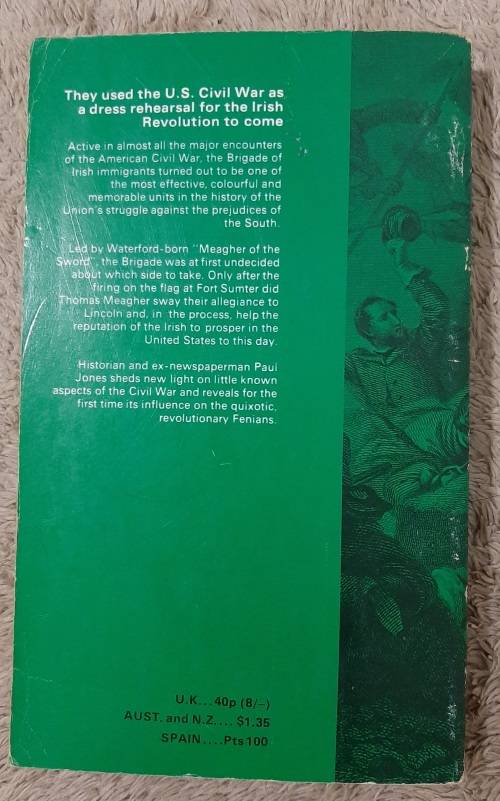 They used the U.S. Civil War as
a dress rehearsal for the Irish
Revolution to come
Active in almost all the major encounters
of the American Civil War, the Brigade of
Irish immigrants turned out to be one of
the most effective, colourful and
memorable units in the history of the
Union's struggle against the prejudices of
the South.
Led by Waterford-born "Meagher of the
Sword", the Brigade was at first undecided
about which side to take. Only after the
firing on the flag at Fort Sumter did
Thomas Meagher sway their allegiance to
Lincoln and, in the process, help the
reputation of the Irish to prosper in the
United States to this day.
Historian and ex-newspaperman Paul
Jones sheds new light on little known
aspects of the Civil War and reveals for the
first time its influence on the quixotic,
revolutionary Fenians.
U.K...40p (8/–)
AUST. and N.Z.... $1.35
SPAIN....Pts100